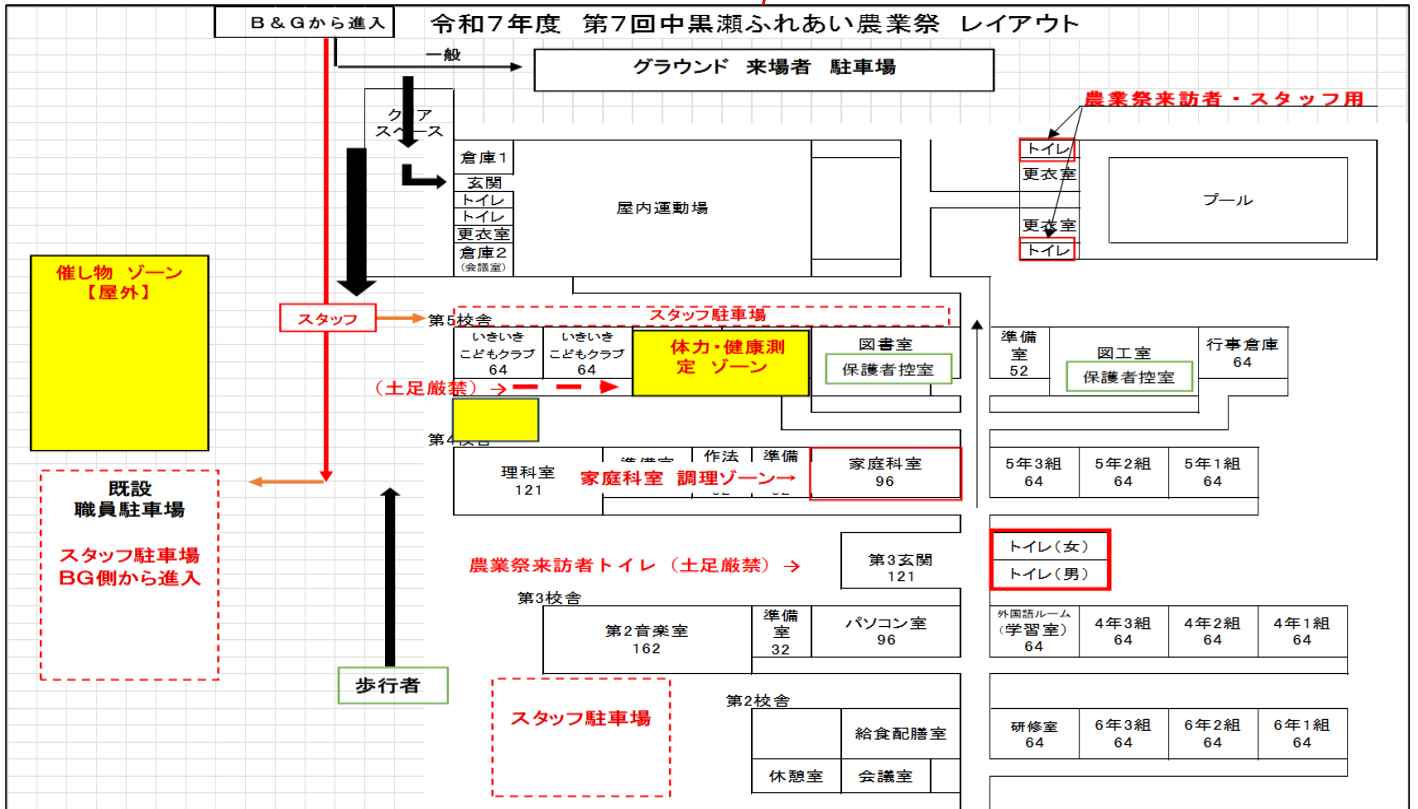 B&Gから進入
令和7年度 第7回中黒瀬ふれあい農業祭 レイアウト
一般
グラウンド 来場者 駐車場
農業祭来訪者・スタッフ用
スペース
倉庫1
玄関
トイレ
トイレ
更衣室
倉庫2
(会議室)
屋内運動場
トイレ
更衣室
更衣室
トイレ
プール
催し物 ゾーン
【屋外】
スタッフ
第5校舎
スタッフ駐車場
いきいき
こどもクラブ
64
いきいき
こどもクラブ
64
体力・健康測
定 ゾーン
図書室
保護者控室
準備
室
52
図工室
保護者控室
行事倉庫
64
(土足厳禁)→
理科室
121
作法
準備
家庭科室 調理ゾーン→
家庭科室
96
5年3組
64
5年2組
64
5年1組
64
既設
職員駐車場
スタッフ駐車場
BG側から進入
農業祭来訪者トイレ (土足厳禁) →
第3玄関
121
トイレ(女)
トイレ(男)
第3校舎
第2音楽室
162
準備
室
32
パソコン室
96
外国語ルーム
(学習室)
64
4年3組
64
4年2組
64
4年1組
64
歩行者
スタッフ駐車場
第2校舎
給食配膳室
休憩室
会議室
研修室
64
6年3組
64
6年2組
64
6年1組
64